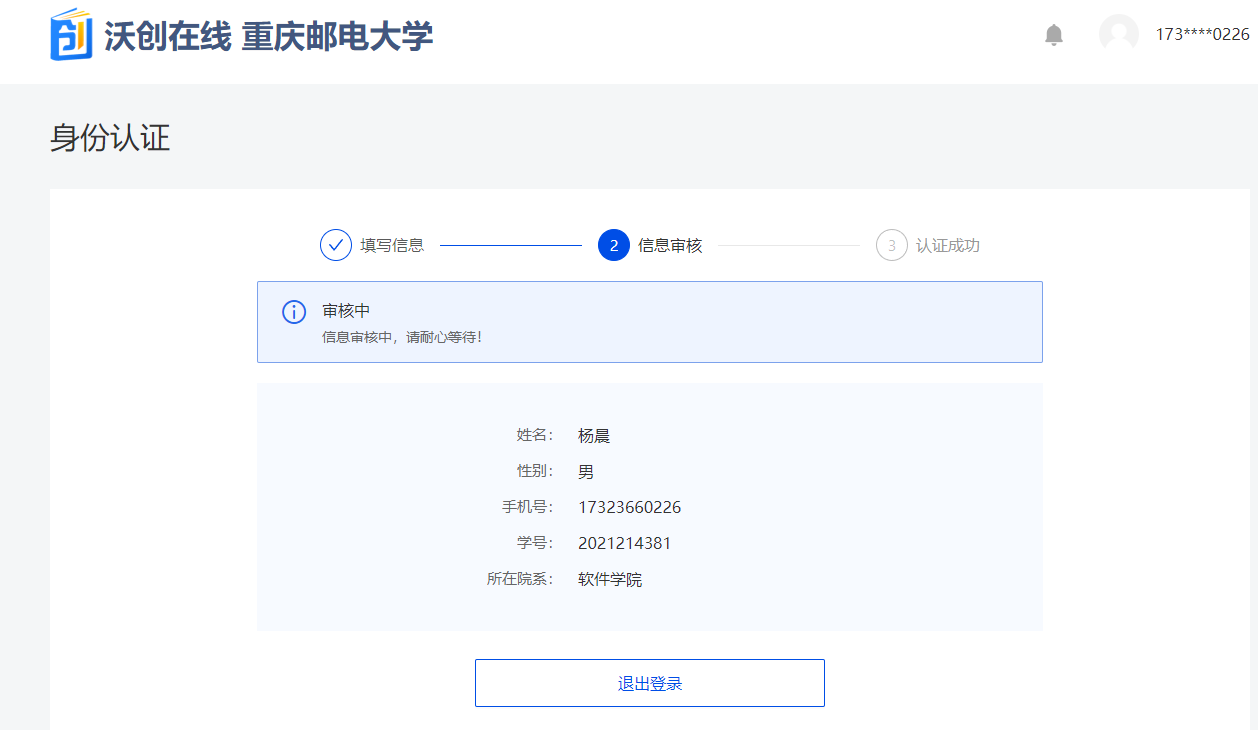 沃创在线 重庆邮电大学
173****0226
身份认证
填写信息 2 信息审核 3 认证成功
审核中
信息审核中，请耐心等待！
姓名： 杨晨
性别： 男
手机号： 17323660226
学号： 2021214381
所在院系： 软件学院
退出登录